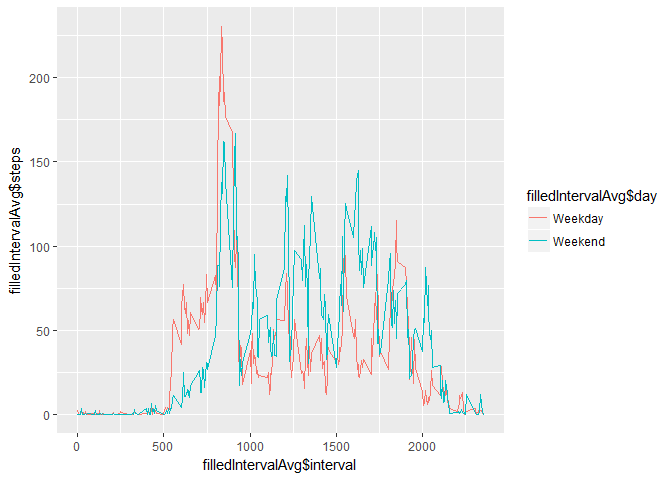 200
150
100
50
0
filledIntervalAvg$steps
0 500 1000 1500 2000
filledIntervalAvg$interval
filledIntervalAvg$day
Weekday
Weekend